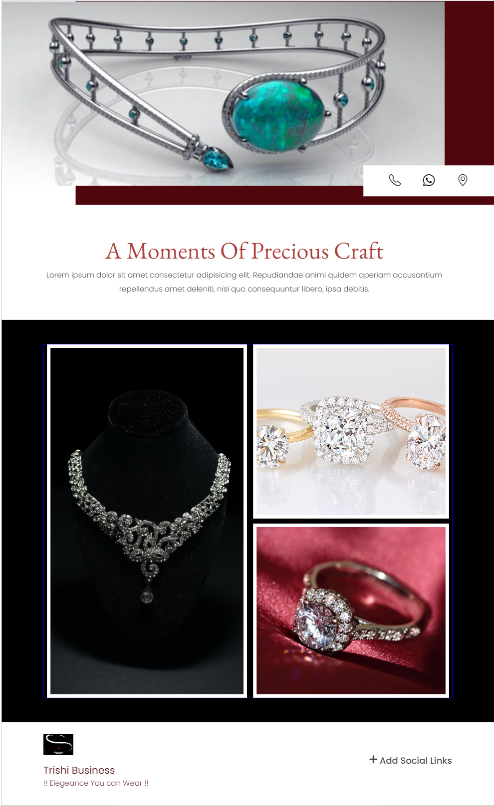 A Moments Of Precious Craft
Lorem ipsum dolor sit amet consectetur adipisicing elit. Repudiandae animi quidem aperiam accusantium
repellendus amet deleniti, nisi quo consequuntur libero, ipsa debitis.
Trishi Business
!! Elegeance You can Wear !!
+ Add Social Links